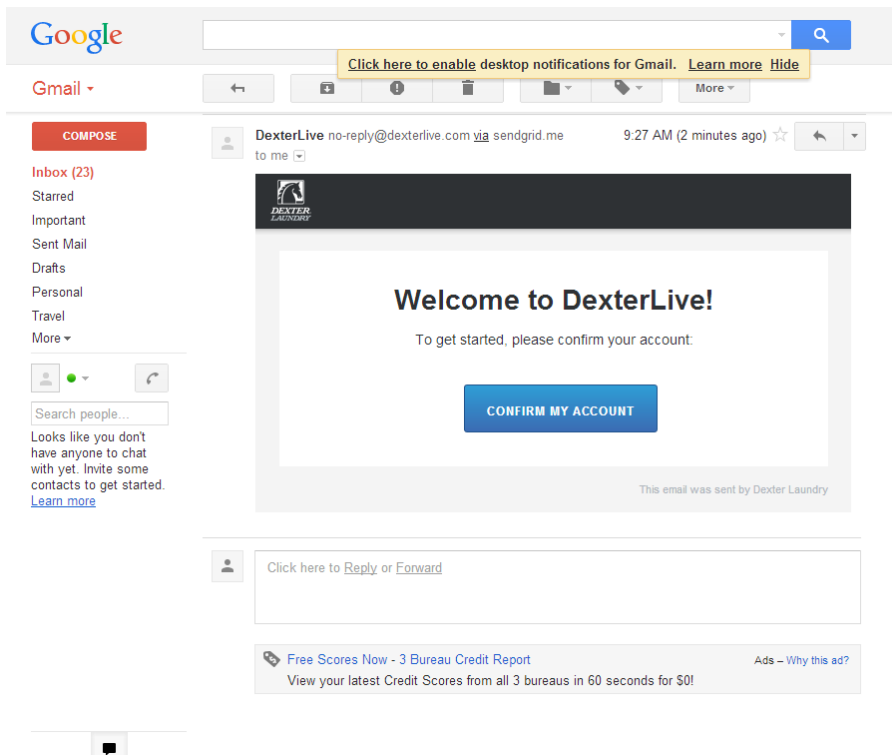 Google
Click here to enable desktop notifications for Gmail. Learn more Hide
Gmail
More
COMPOSE
Inbox (23)
Starred
Important
Sent Mail
Drafts
Personal
Travel
More
Search people...
Looks like you don't
have anyone to chat
with yet. Invite some
contacts to get started.
Learn more
DexterLive no-reply@dexterlive.com via sendgrid.me 9:27 AM (2 minutes ago)
to me
DEXTER
LAUNDRY
Welcome to DexterLive!
To get started, please confirm your account:
CONFIRM MY ACCOUNT
This email was sent by Dexter Laundry
Click here to Reply or Forward
Free Scores Now - 3 Bureau Credit Report Ads – Why this ad?
View your latest Credit Scores from all 3 bureaus in 60 seconds for $0!